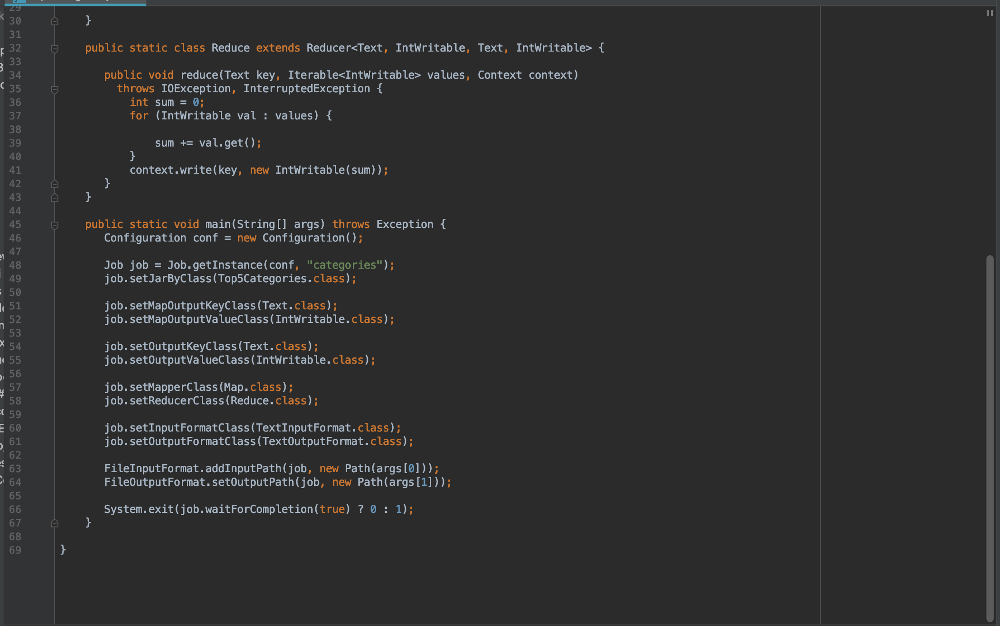 29
30 }
31
32 public static class Reduce extends Reducer<Text, IntWritable, Text, IntWritable> {
33
34 public void reduce(Text key, Iterable<IntWritable> values, Context context)
35 throws IOException, InterruptedException {
36 int sum = 0;
37 for (IntWritable val : values) {
38
39 sum += val.get();
40 }
41 context.write(key, new IntWritable(sum));
42 }
43 }
44
45 public static void main(String[] args) throws Exception {
46 Configuration conf = new Configuration();
47
48 Job job = Job.getInstance(conf, "categories");
49 job.setJarByClass(Top5Categories.class);
50
51 job.setMapOutputKeyClass(Text.class);
52 job.setMapOutputValueClass(IntWritable.class);
53
54 job.setOutputKeyClass(Text.class);
55 job.setOutputValueClass(IntWritable.class);
56
57 job.setMapperClass(Map.class);
58 job.setReducerClass(Reduce.class);
59
60 job.setInputFormatClass(TextInputFormat.class);
61 job.setOutputFormatClass(TextOutputFormat.class);
62
63 FileInputFormat.addInputPath(job, new Path(args[0]));
64 FileOutputFormat.setOutputPath(job, new Path(args[1]));
65
66 System.exit(job.waitForCompletion(true) ? 0 : 1);
67 }
68
69 }